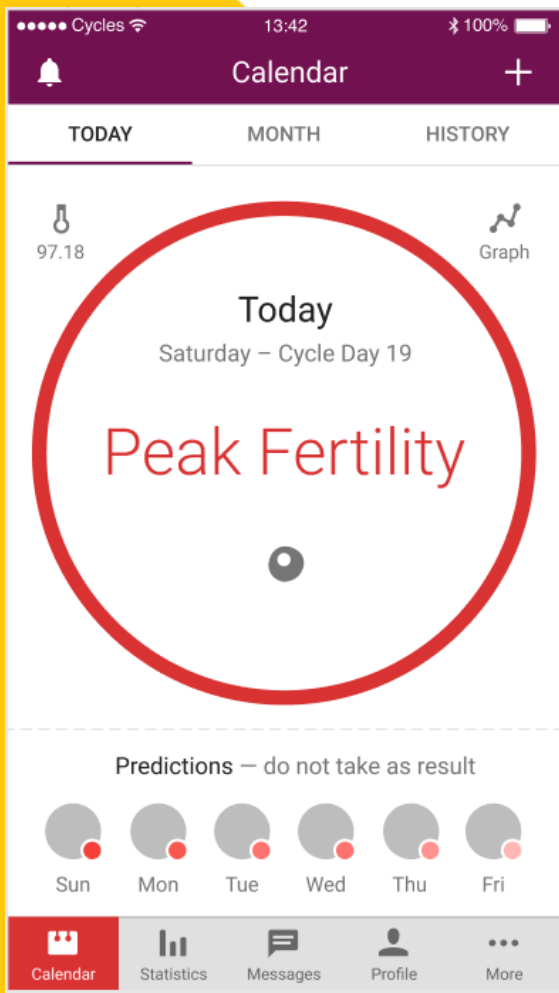 ●●●●● Cycles 13:42 100%
Calendar +
TODAY MONTH HISTORY
97.18 Graph
Today
Saturday – Cycle Day 19
Peak Fertility
Predictions — do not take as result
Sun Mon Tue Wed Thu Fri
Calendar Statistics Messages Profile More